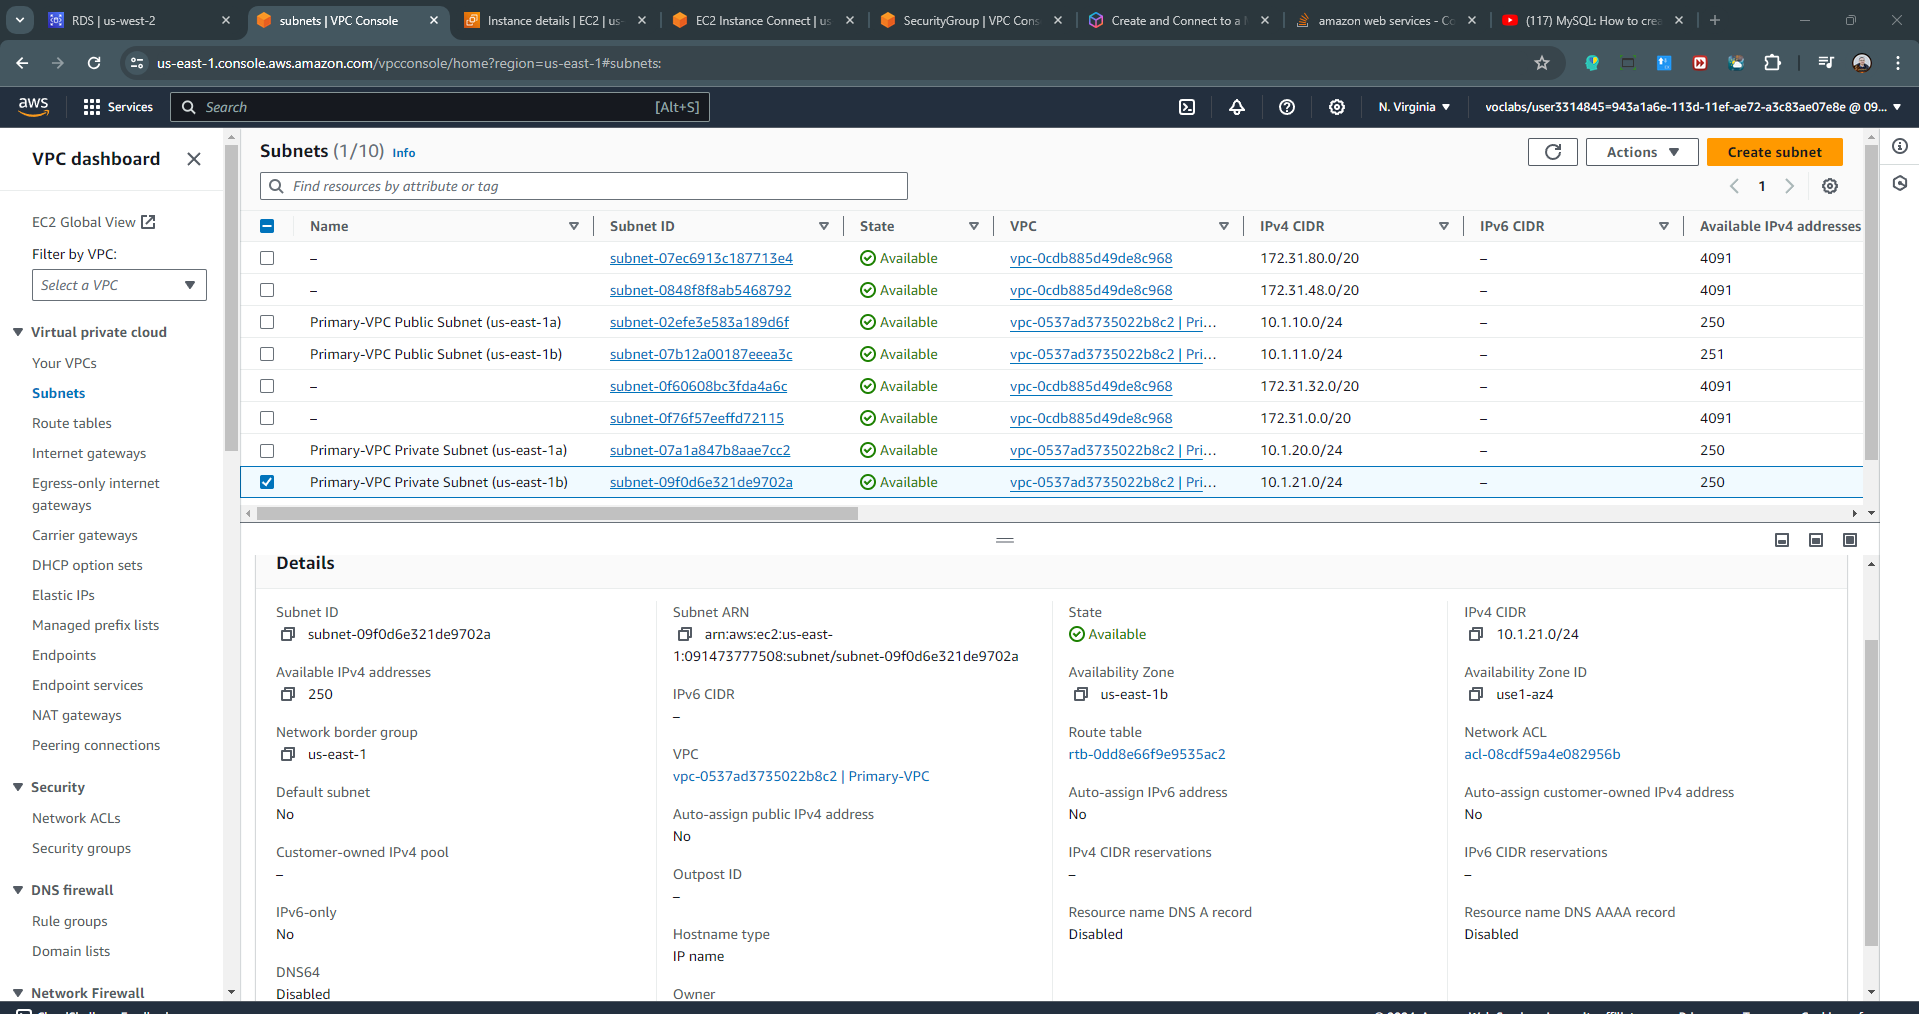 RDS | us-west-2
subnets | VPC Console
Instance details | EC2 | us-
EC2 Instance Connect | us
SecurityGroup | VPC Cons
Create and Connect to a
amazon web services - Co
(117) MySQL: How to crea
us-east-1.console.aws.amazon.com/vpcconsole/home?region=us-east-1#subnets:
aws
Services
Search
[Alt+S]
N. Virginia
voclabs/user3314845=943a1a6e-113d-11ef-ae72-a3c83ae07e8e @ 09...
VPC dashboard
EC2 Global View
Filter by VPC:
Select a VPC
Virtual private cloud
Your VPCs
Subnets
Route tables
Internet gateways
Egress-only internet
gateways
Carrier gateways
DHCP option sets
Elastic IPs
Managed prefix lists
Endpoints
Endpoint services
NAT gateways
Peering connections
Security
Network ACLs
Security groups
DNS firewall
Rule groups
Domain lists
Network Firewall
Subnets (1/10) Info
Actions
Create subnet
Find resources by attribute or tag
1
Name Subnet ID State VPC IPv4 CIDR IPv6 CIDR Available IPv4 addresses
– subnet-07ec6913c187713e4 Available vpc-0cdb885d49de8c968 172.31.80.0/20 – 4091
– subnet-0848f8f8ab5468792 Available vpc-0cdb885d49de8c968 172.31.48.0/20 – 4091
Primary-VPC Public Subnet (us-east-1a) subnet-02efe3e583a189d6f Available vpc-0537ad3735022b8c2 | Pri... 10.1.10.0/24 – 250
Primary-VPC Public Subnet (us-east-1b) subnet-07b12a00187eeea3c Available vpc-0537ad3735022b8c2 | Pri... 10.1.11.0/24 – 251
– subnet-0f60608bc3fda4a6c Available vpc-0cdb885d49de8c968 172.31.32.0/20 – 4091
– subnet-0f76f57eeffd72115 Available vpc-0cdb885d49de8c968 172.31.0.0/20 – 4091
Primary-VPC Private Subnet (us-east-1a) subnet-07a1a847b8aae7cc2 Available vpc-0537ad3735022b8c2 | Pri... 10.1.20.0/24 – 250
Primary-VPC Private Subnet (us-east-1b) subnet-09f0d6e321de9702a Available vpc-0537ad3735022b8c2 | Pri... 10.1.21.0/24 – 250
Details
Subnet ID
subnet-09f0d6e321de9702a
Available IPv4 addresses
250
Network border group
us-east-1
Default subnet
No
Customer-owned IPv4 pool
–
IPv6-only
No
DNS64
Disabled
Subnet ARN
arn:aws:ec2:us-east-
1:091473777508:subnet/subnet-09f0d6e321de9702a
IPv6 CIDR
–
VPC
vpc-0537ad3735022b8c2 | Primary-VPC
Auto-assign public IPv4 address
No
Outpost ID
–
Hostname type
IP name
Owner
State
Available
Availability Zone
us-east-1b
Route table
rtb-0dd8e66f9e9535ac2
Auto-assign IPv6 address
No
IPv4 CIDR reservations
–
Resource name DNS A record
Disabled
IPv4 CIDR
10.1.21.0/24
Availability Zone ID
use1-az4
Network ACL
acl-08cdf59a4e082956b
Auto-assign customer-owned IPv4 address
No
IPv6 CIDR reservations
–
Resource name DNS AAAA record
Disabled